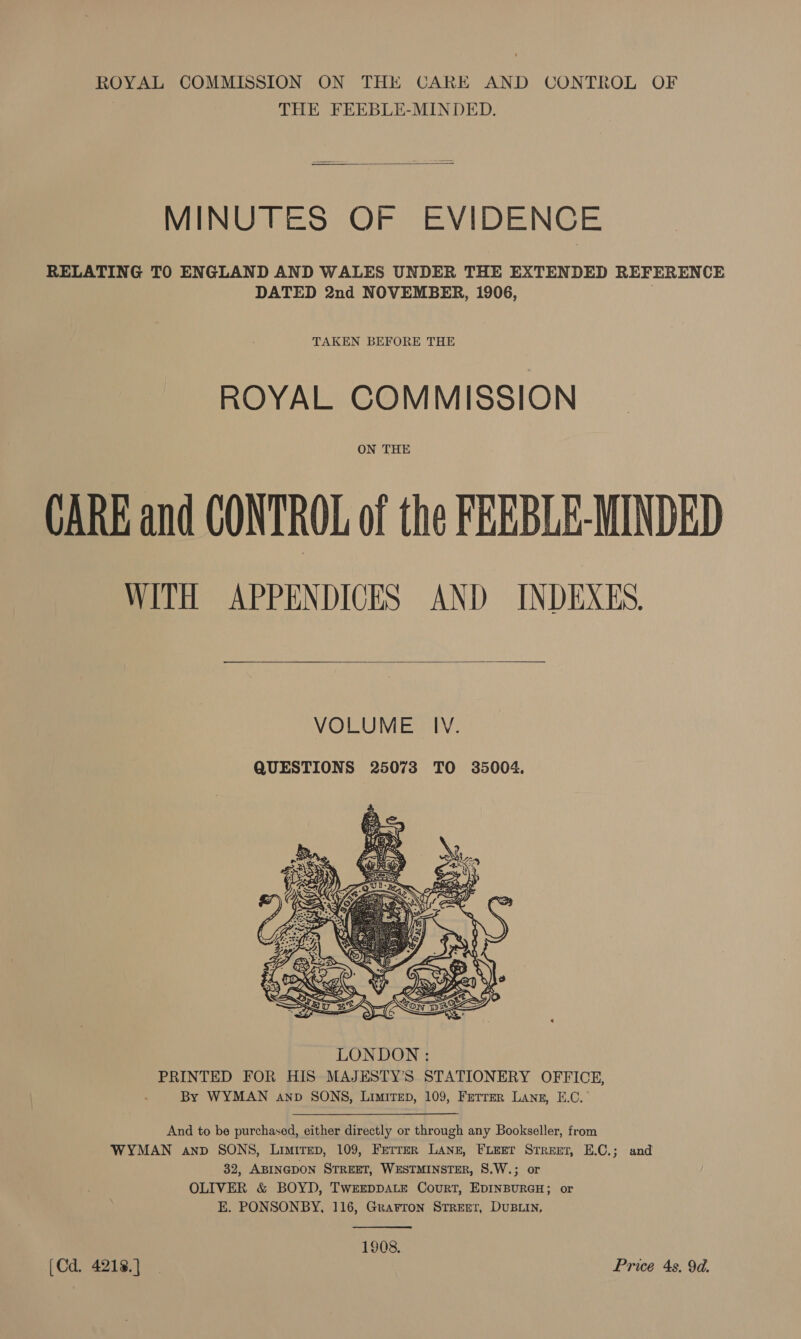 ROYAL COMMISSION ON THE CARE AND CONTROL OF
THE FEEBLE-MINDED.
MINUTES OF EVIDENCE
RELATING TO ENGLAND AND WALES UNDER THE EXTENDED REFERENCE
DATED 2nd NOVEMBER, 1906,
TAKEN BEFORE THE
ROYAL COMMISSION
ON THE
CARE and CONTROL of the FEEBLE-MINDED
WITH APPENDICES AND INDEXES.
VOLUME IV.
QUESTIONS 25073 TO 35004.
DIEU ET MON DROIT
LONDON:
PRINTED FOR HIS MAJESTY'S STATIONERY OFFICE,
By WYMAN AND SONS, LIMITED, 109, FETTER LANE, E.C.
And to be purchased, either directly or through any Bookseller, from
WYMAN AND SONS, LIMITED, 109, FETTER LANE, FLEET STREET, E.C.; and
32, ABINGDON STREET, WESTMINSTER, S.W.; or
OLIVER & BOYD, TWEEDDALE COURT, EDINBURGH; or
E. PONSONBY, 116, GRAFTON STREET, DUBLIN.
1908.
[Cd. 4218.] Price 4s. 9d.